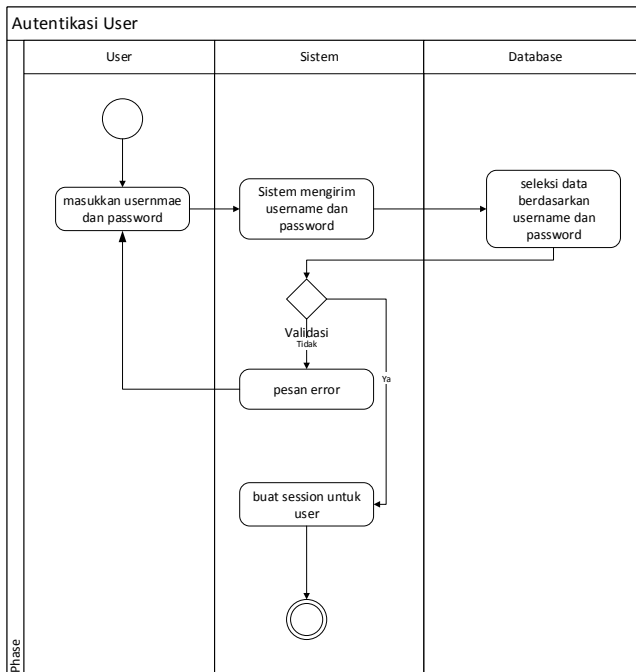 Autentikasi User
User
Sistem
Database
masukkan usernmae
dan password
Sistem mengirim
username dan
password
seleksi data
berdasarkan
username dan
password
Validasi
Tidak
Ya
pesan error
buat session untuk
user
Phase